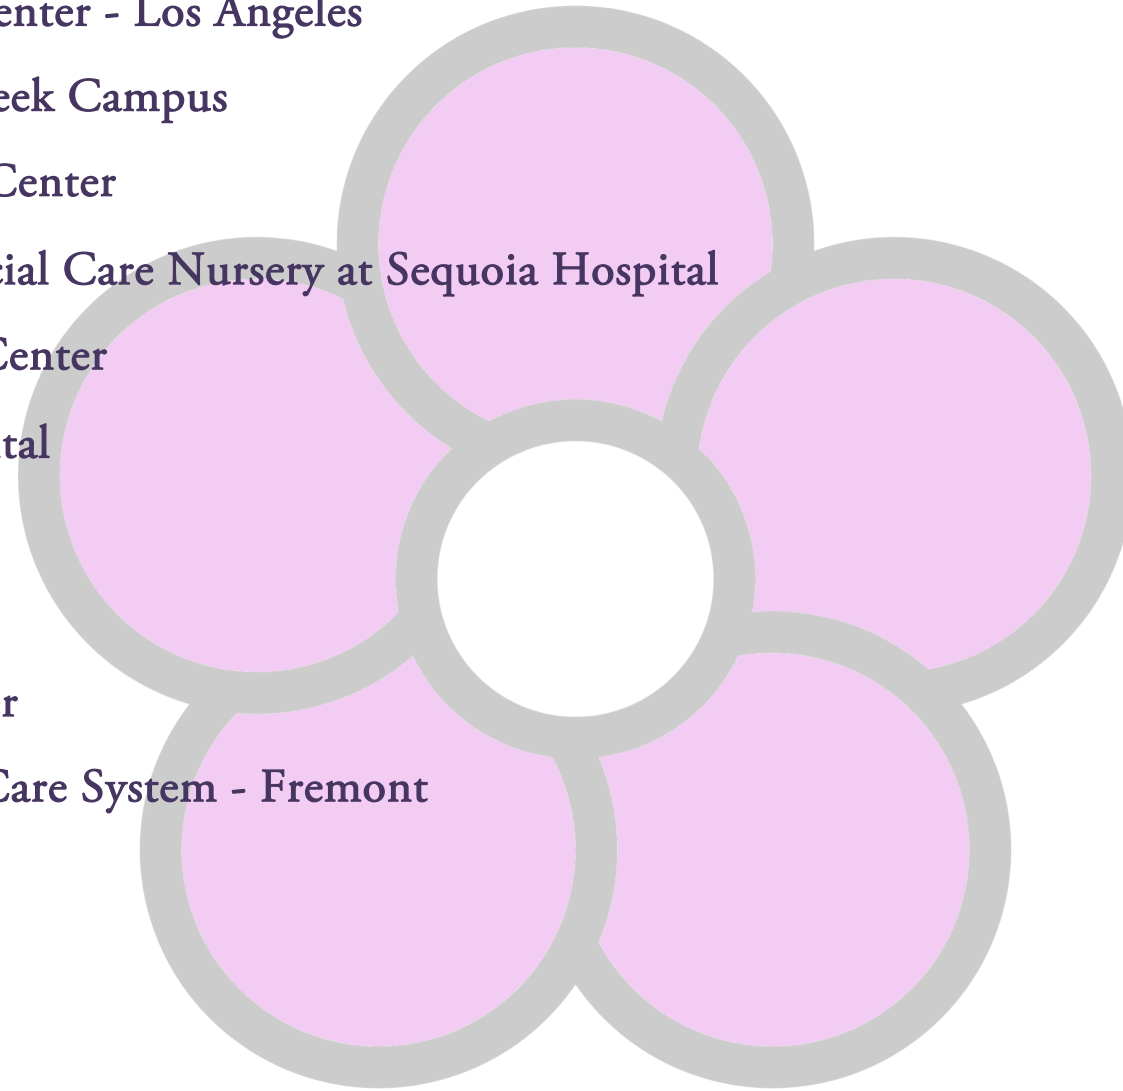 enter - Los Angeles
eek Campus
Center
cial Care Nursery at Sequoia Hospital
Center
tal
r
Care System - Fremont